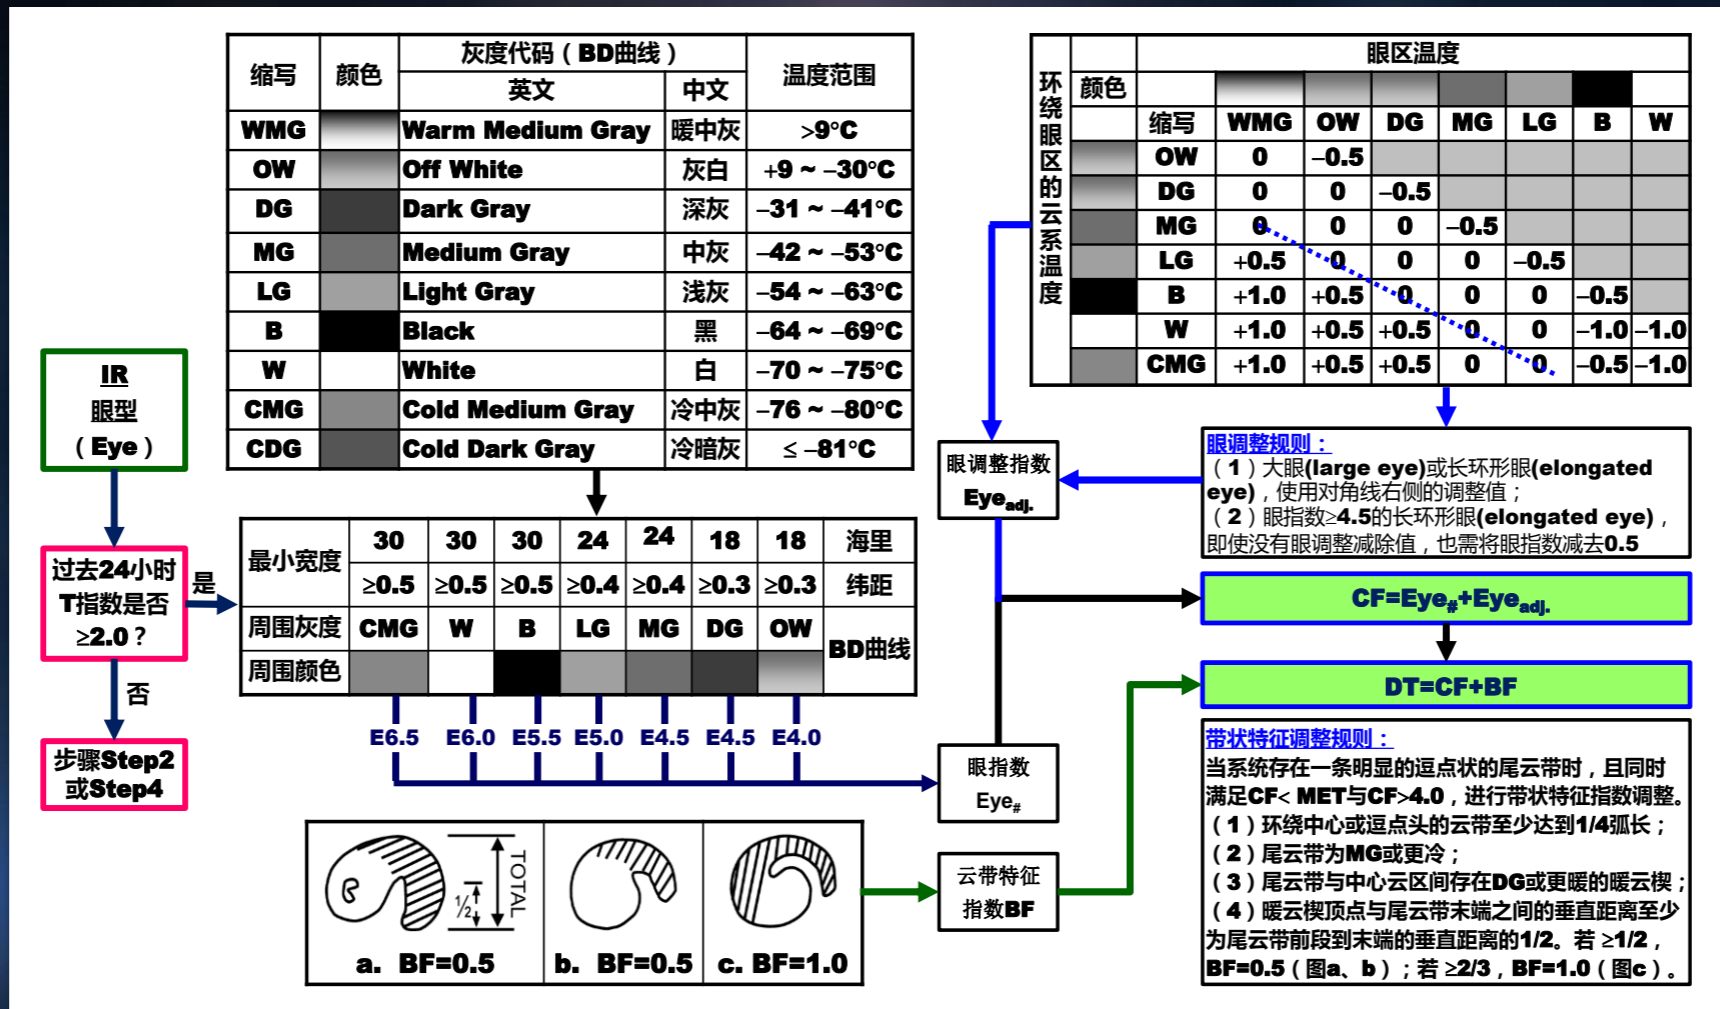 缩写 颜色 灰度代码（BD曲线） 温度范围
英文 中文
WMG Warm Medium Gray 暖中灰 >9°C
OW Off White 灰白 +9 ~ −30°C
DG Dark Gray 深灰 −31 ~ −41°C
MG Medium Gray 中灰 −42 ~ −53°C
LG Light Gray 浅灰 −54 ~ −63°C
B Black 黑 −64 ~ −69°C
W White 白 −70 ~ −75°C
CMG Cold Medium Gray 冷中灰 −76 ~ −80°C
CDG Cold Dark Gray 冷暗灰 ≤ −81°C
环绕眼区的云系温度
眼区温度
颜色
缩写 WMG OW DG MG LG B W
OW 0 −0.5
DG 0 0 −0.5
MG 0 0 0 −0.5
LG +0.5 0 0 0 −0.5
B +1.0 +0.5 0 0 0 −0.5
W +1.0 +0.5 +0.5 0 0 −1.0 −1.0
CMG +1.0 +0.5 +0.5 0 0 −0.5 −1.0
IR
眼型
（Eye）
过去24小时
T指数是否
≥2.0？
是
否
步骤Step2
或Step4
最小宽度 30 30 30 24 24 18 18 海里
≥0.5 ≥0.5 ≥0.5 ≥0.4 ≥0.4 ≥0.3 ≥0.3 纬距
周围灰度 CMG W B LG MG DG OW BD曲线
周围颜色
E6.5 E6.0 E5.5 E5.0 E4.5 E4.5 E4.0
眼调整指数
Eyeadj.
眼指数
Eye#
云带特征
指数BF
眼调整规则：
（1）大眼(large eye)或长环形眼(elongated
eye)，使用对角线右侧的调整值；
（2）眼指数≥4.5的长环形眼(elongated eye)，
即使没有眼调整减除值，也需将眼指数减去0.5
CF=Eye#+Eyeadj.
DT=CF+BF
带状特征调整规则：
当系统存在一条明显的逗点状的尾云带时，且同时
满足CF< MET与CF>4.0，进行带状特征指数调整。
（1）环绕中心或逗点头的云带至少达到1/4弧长；
（2）尾云带为MG或更冷；
（3）尾云带与中心云区间存在DG或更暖的暖云楔；
（4）暖云楔顶点与尾云带末端之间的垂直距离至少
为尾云带前段到末端的垂直距离的1/2。若 ≥1/2，
BF=0.5（图a、b）；若 ≥2/3，BF=1.0（图c）。
TOTAL
½
a. BF=0.5
b. BF=0.5
c. BF=1.0